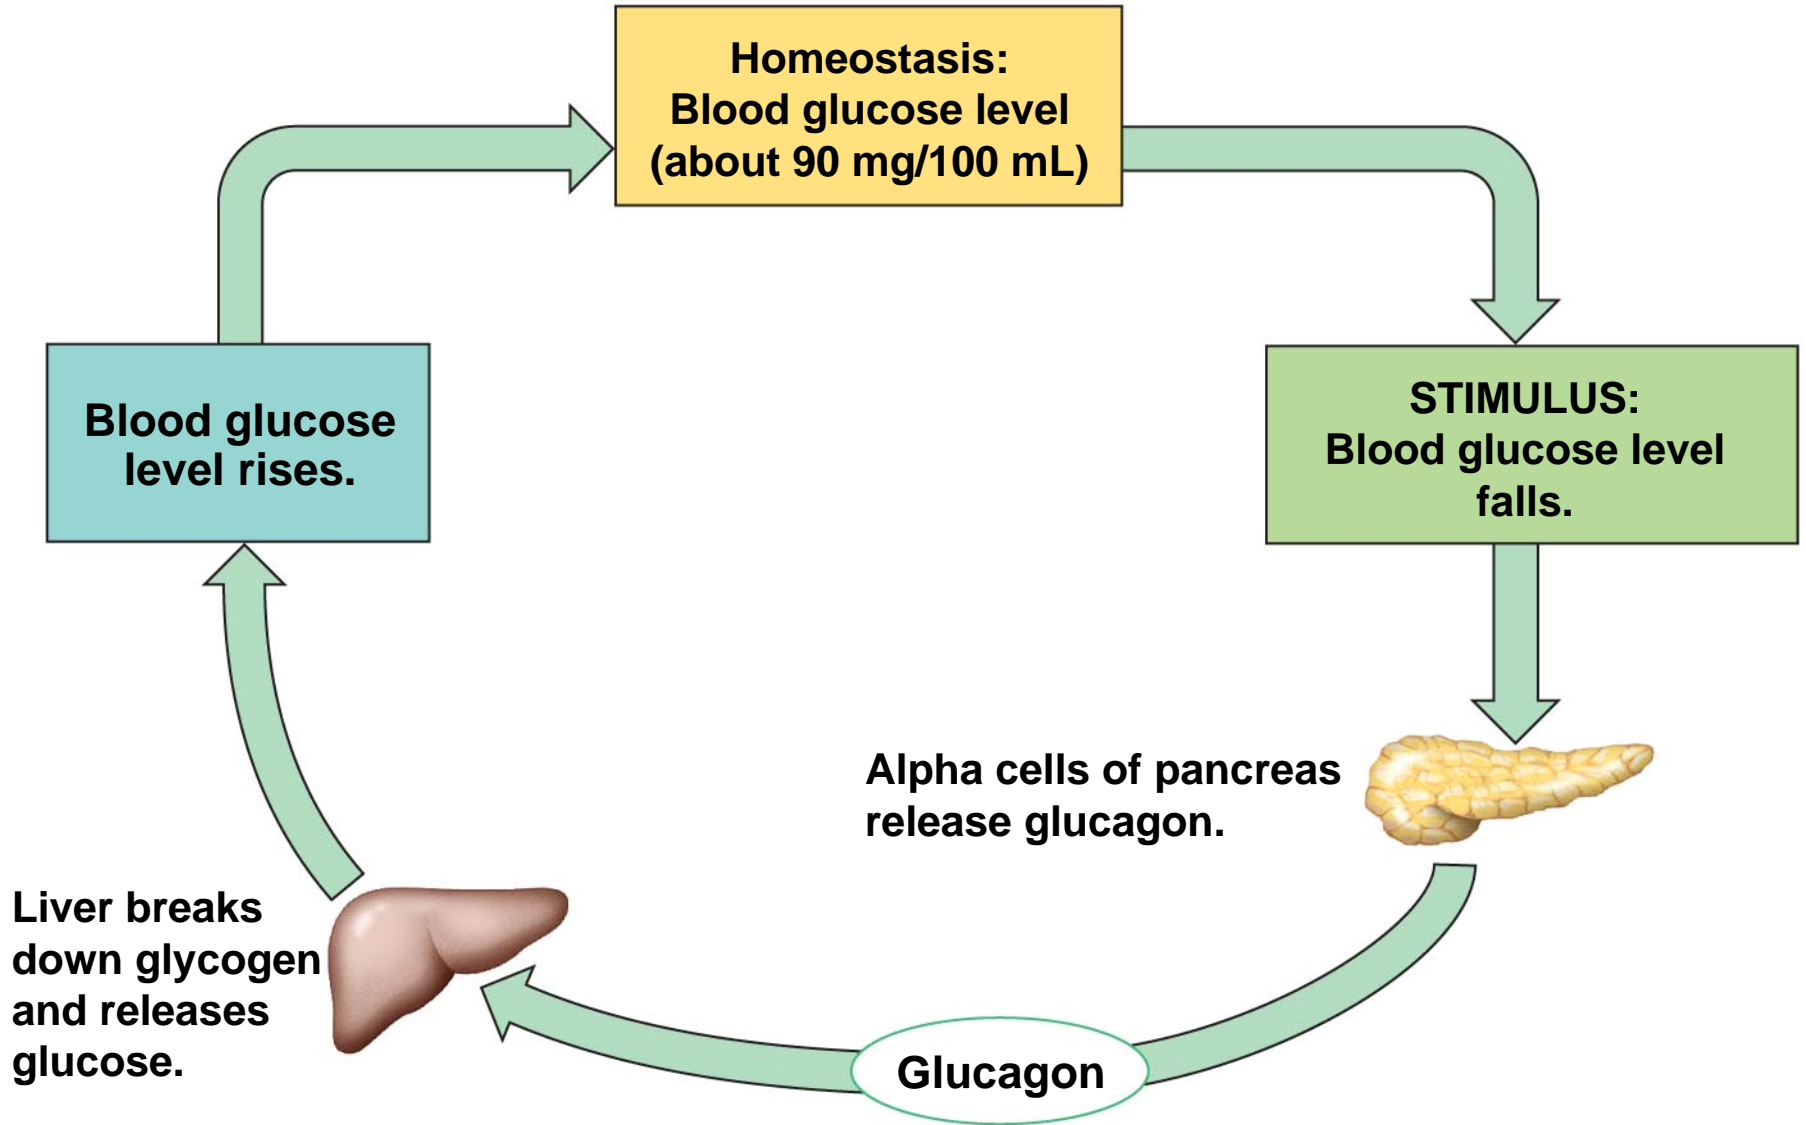 Homeostasis:
Blood glucose level
(about 90 mg/100 mL)
STIMULUS:
Blood glucose level
falls.
Alpha cells of pancreas
release glucagon.
Glucagon
Liver breaks
down glycogen
and releases
glucose.
Blood glucose
level rises.